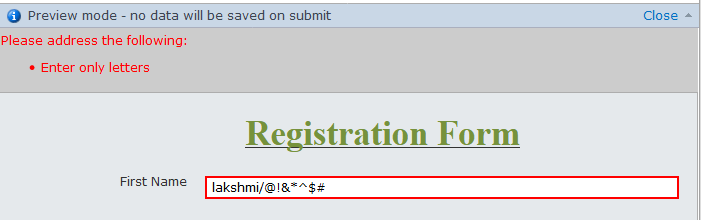 Preview mode - no data will be saved on submit Close
Please address the following:
• Enter only letters
Registration Form
First Name lakshmi/@!&*^$#